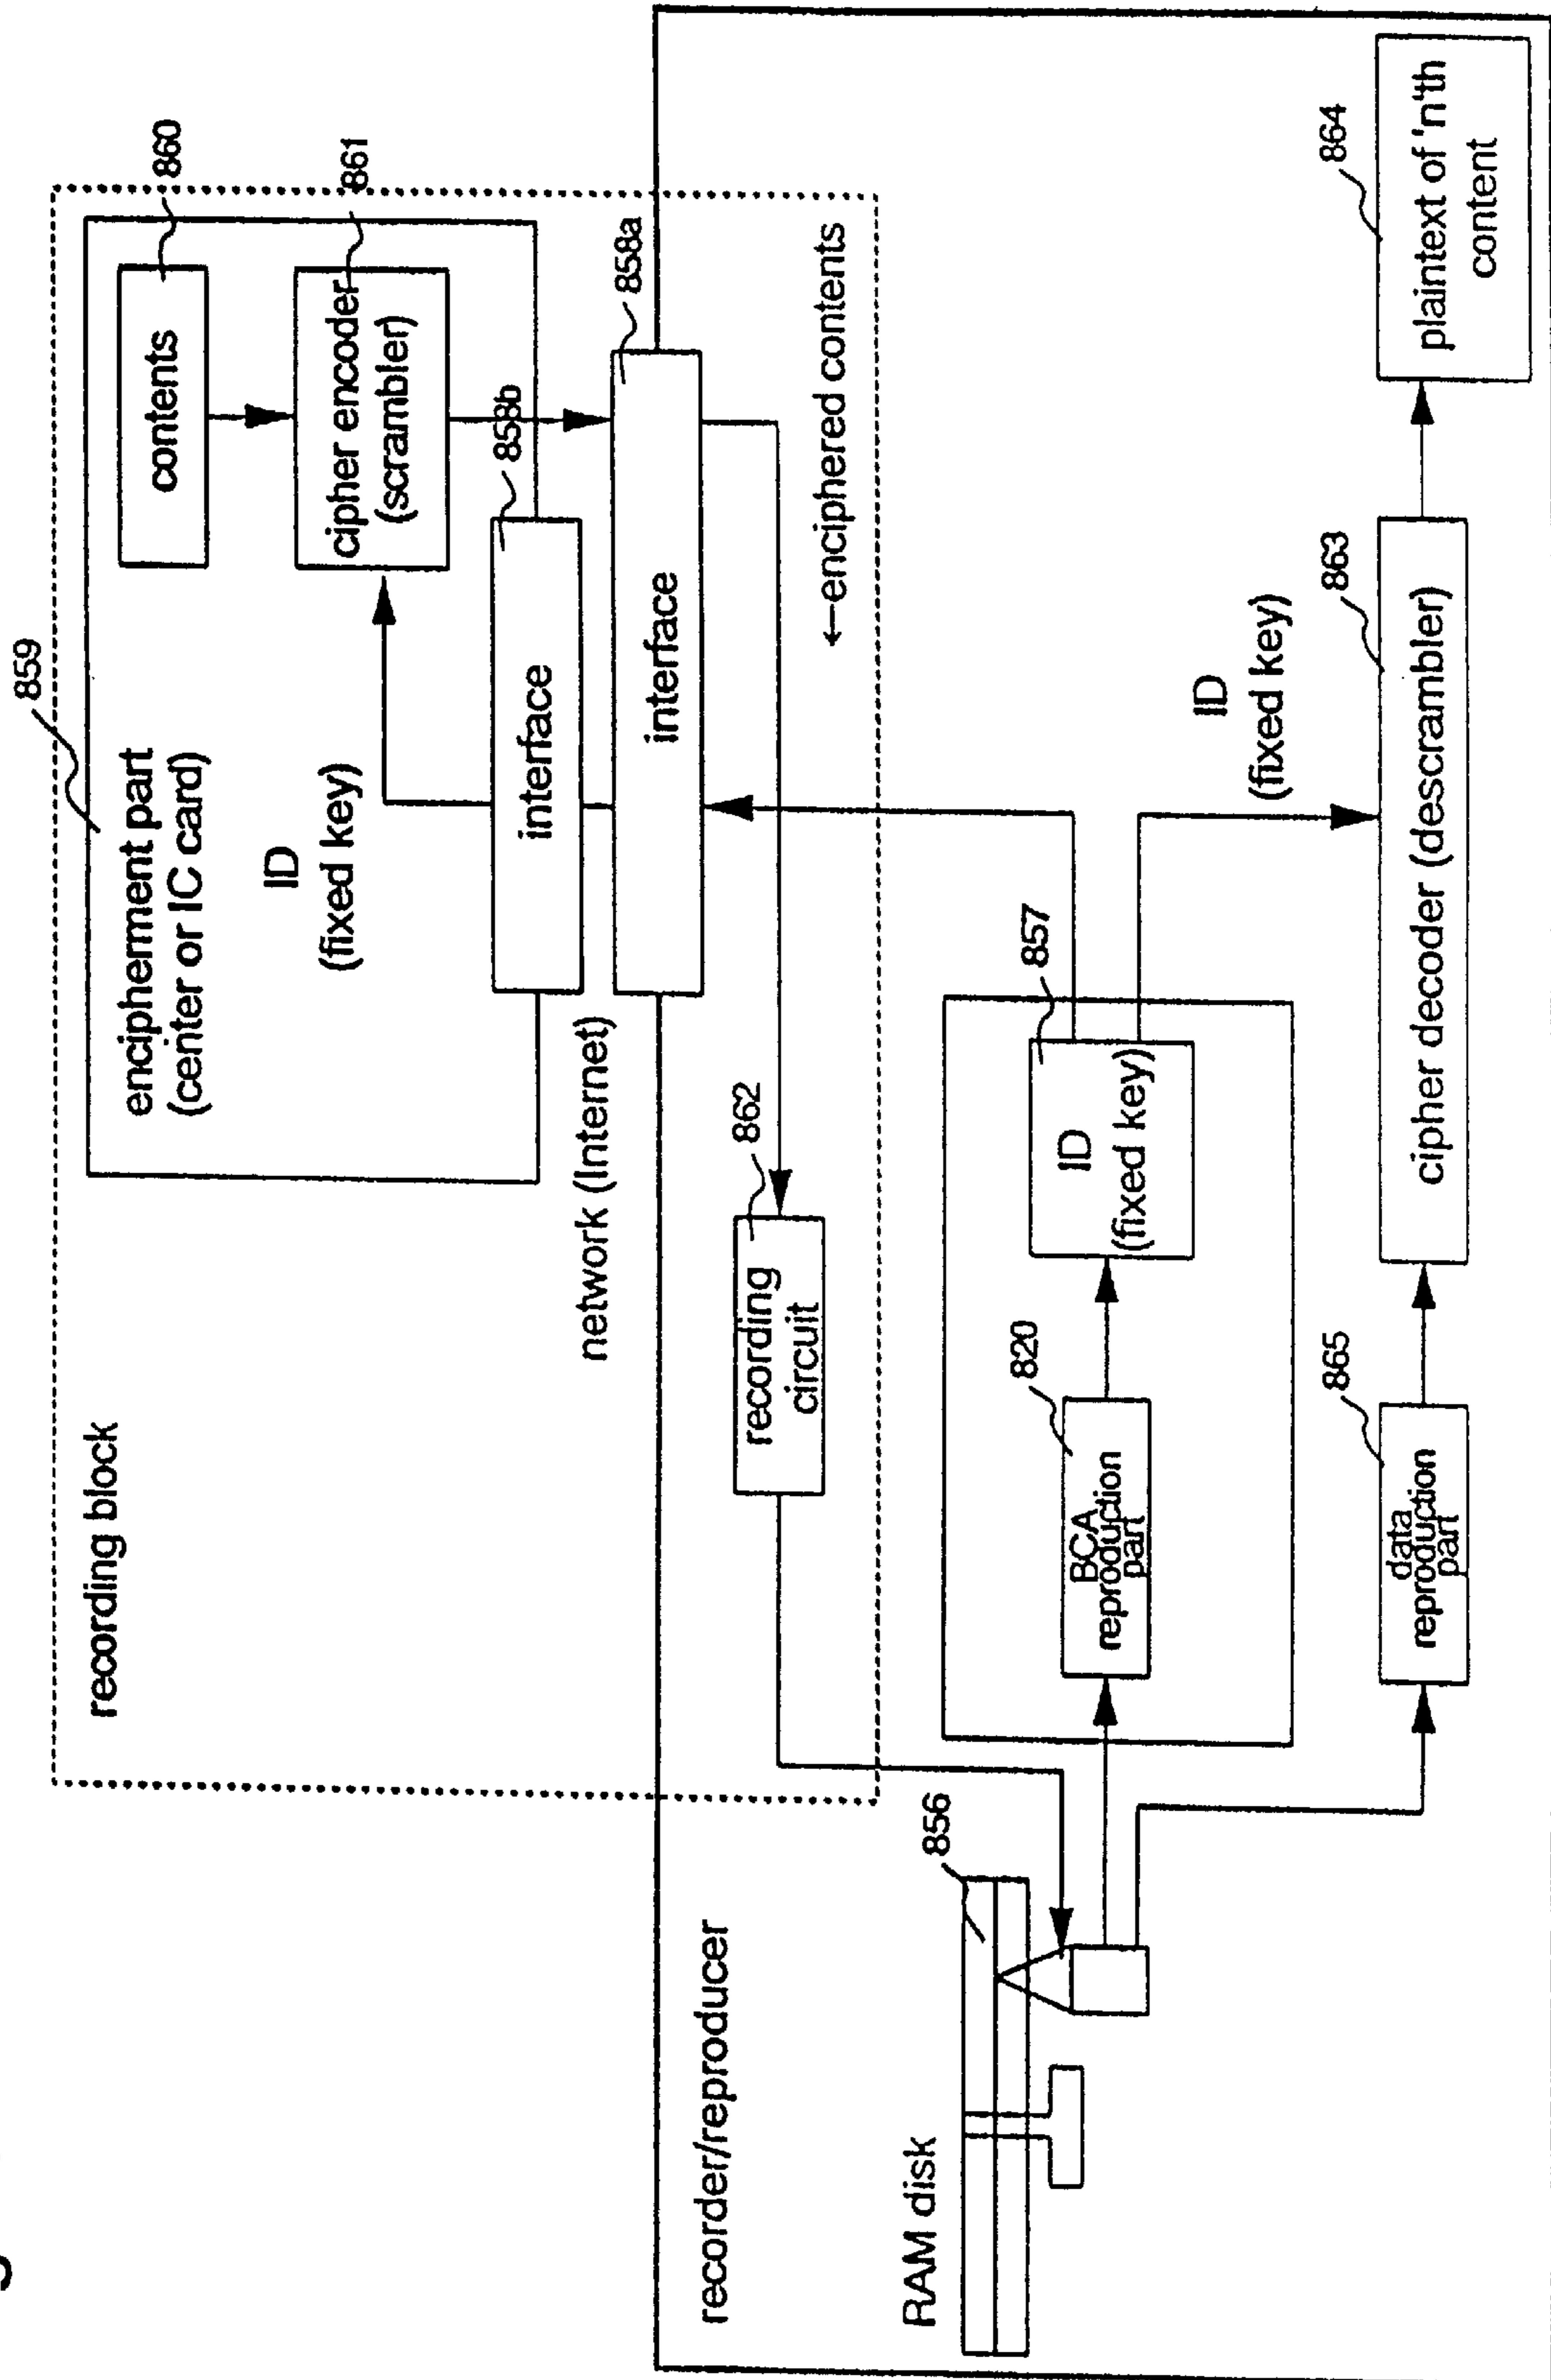 recording block
859
encipherment part
(center or IC card)
860
contents
861
cipher encoder
(scrambler)
ID
(fixed key)
858b
interface
network (Internet)
858a
interface
862
recording
circuit
←enciphered contents
recorder/reproducer
RAM disk
856
820
BCA
reproduction
part
857
ID
(fixed key)
ID
(fixed key)
865
data
reproduction
part
863
cipher decoder (descrambler)
864
plaintext of 'n'th
content